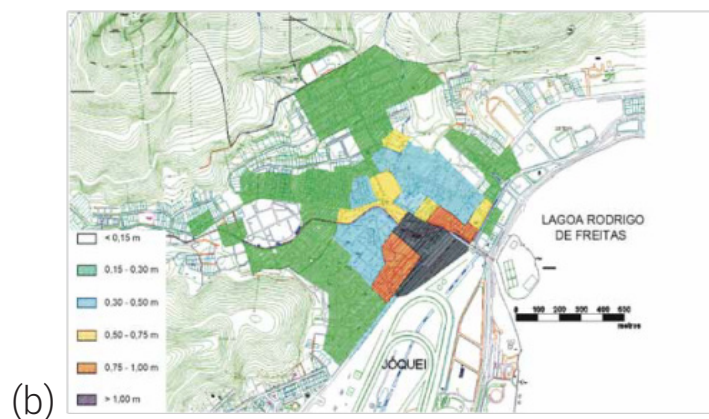 LAGOA RODRIGO
DE FREITAS
< 0,15 m
0,15 - 0,30 m
0,30 - 0,50 m
0,50 - 0,75 m
0,75 - 1,00 m
> 1,00 m
0 100 200 300 400 500
metros
JÓQUEI
(b)